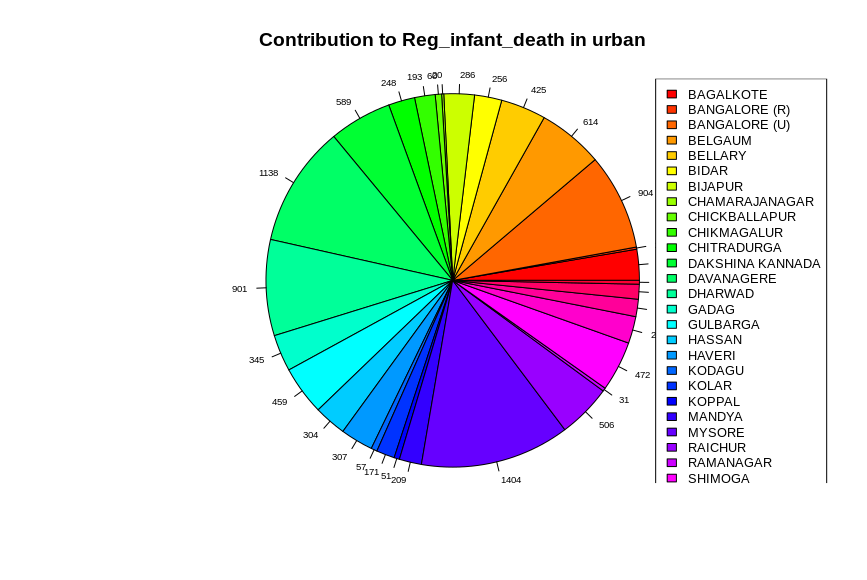 Contribution to Reg_infant_death in urban
248
193
60
20
286
256
425
589
614
1138
904
901
2
345
472
31
459
506
304
307
57
171
51
209
1404
BAGALKOTE
BANGALORE (R)
BANGALORE (U)
BELGAUM
BELLARY
BIDAR
BIJAPUR
CHAMARAJANAGAR
CHICKBALLAPUR
CHIKMAGALUR
CHITRADURGA
DAKSHINA KANNADA
DAVANAGERE
DHARWAD
GADAG
GULBARGA
HASSAN
HAVERI
KODAGU
KOLAR
KOPPAL
MANDYA
MYSORE
RAICHUR
RAMANAGAR
SHIMOGA